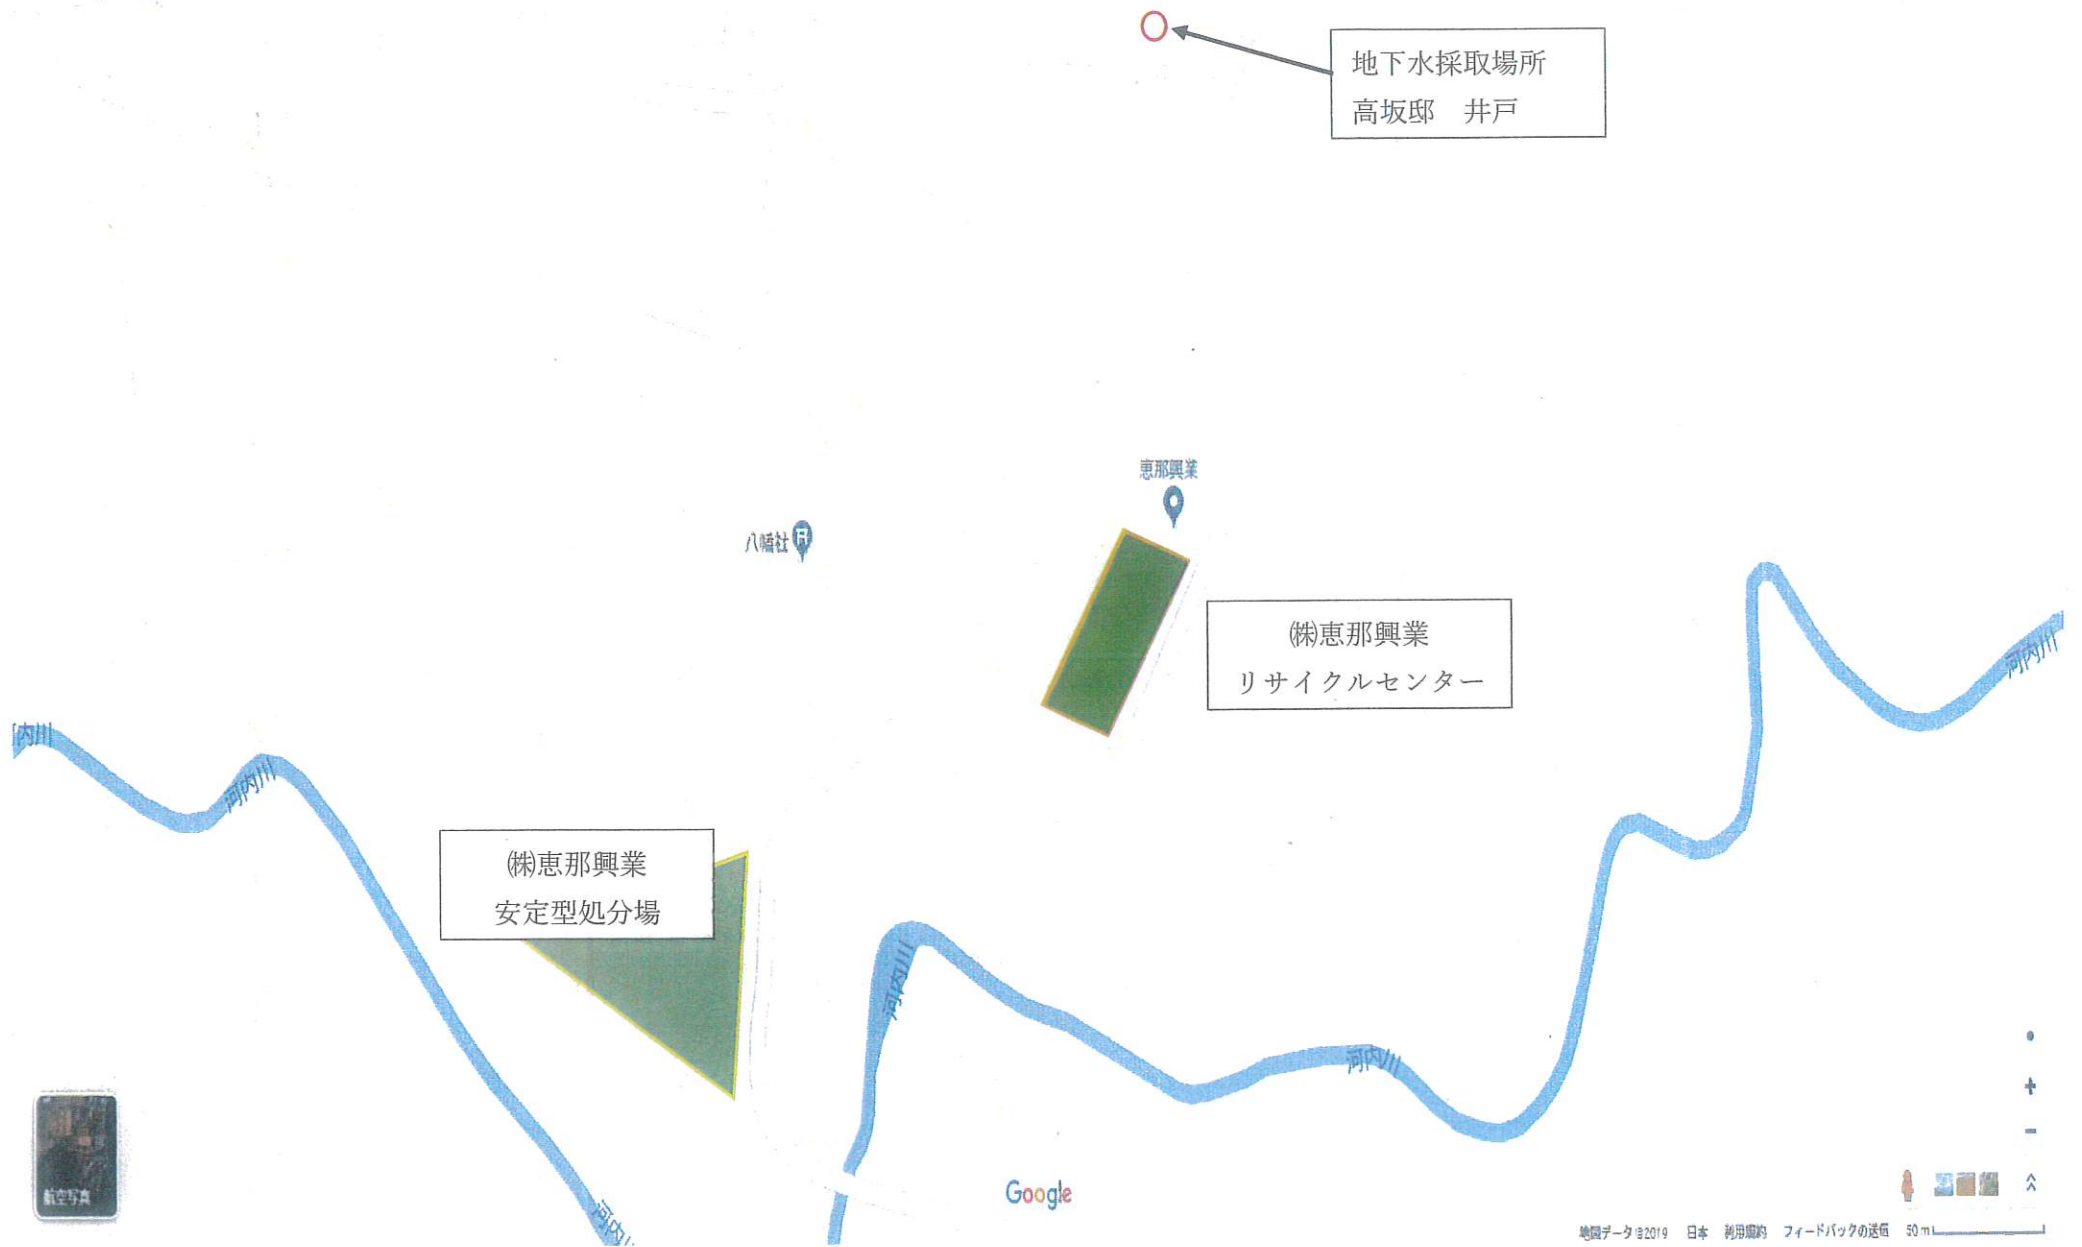 地下水採取場所
高坂邸　井戸
恵那興業
八幡社
㈱恵那興業
リサイクルセンター
河内川
内川
河内川
㈱恵那興業
安定型処分場
河内川
河内川
河内川
航空写真
Google
地図データ ©2019　日本　利用規約　フィードバックの送信　50 m